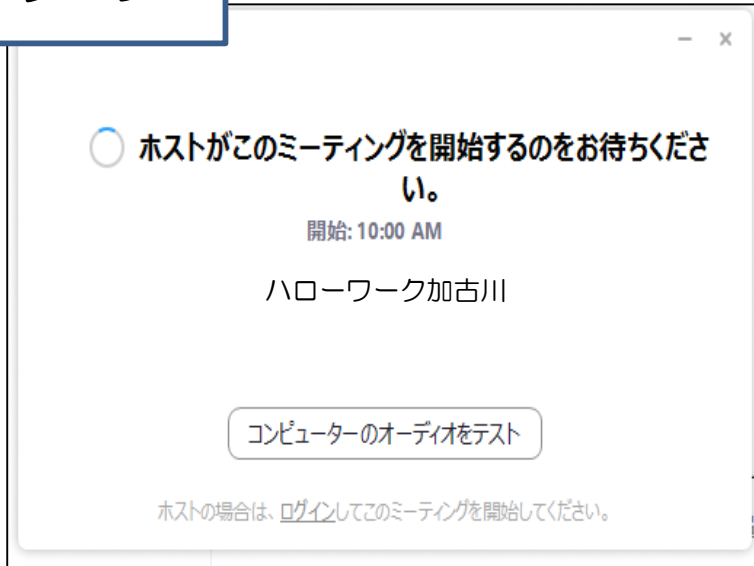 ホストがこのミーティングを開始するのをお待ちくださ
い。
開始: 10:00 AM
ハローワーク加古川
コンピューターのオーディオをテスト
ホストの場合は、ログインしてこのミーティングを開始してください。